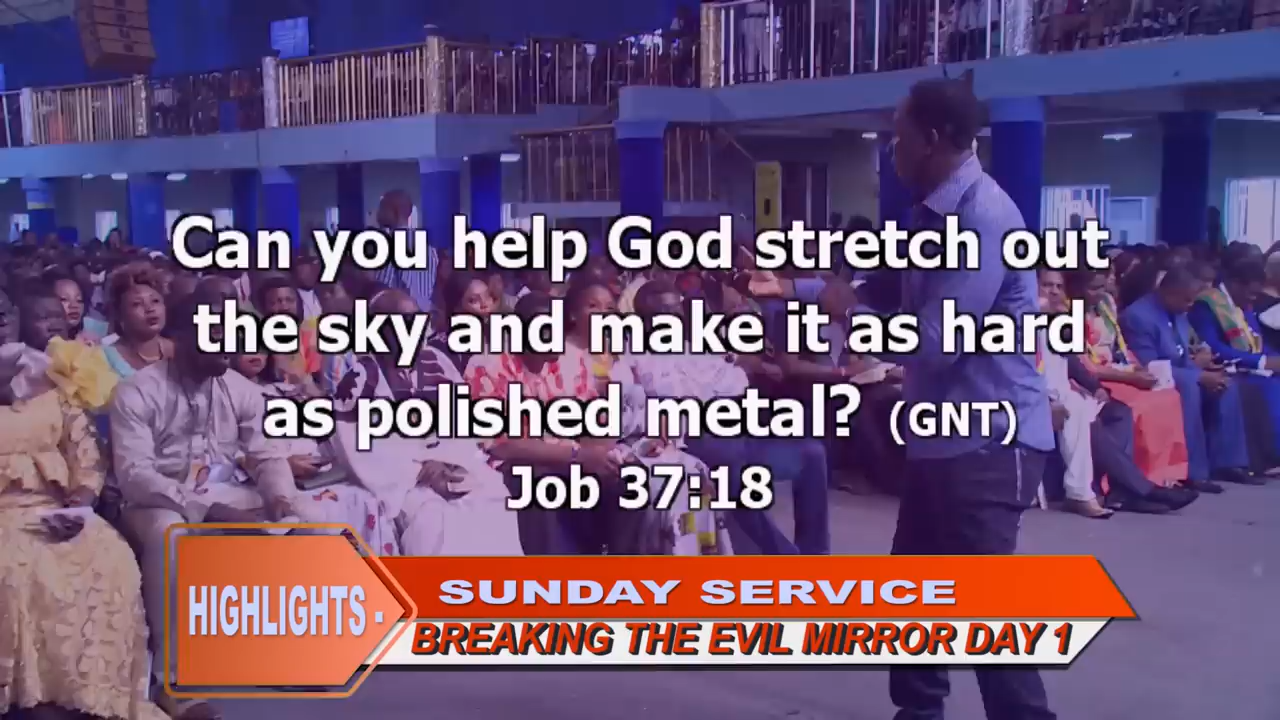 Can you help God stretch out
the sky and make it as hard
as polished metal? (GNT)
Job 37:18
HIGHLIGHTS -
SUNDAY SERVICE
BREAKING THE EVIL MIRROR DAY 1